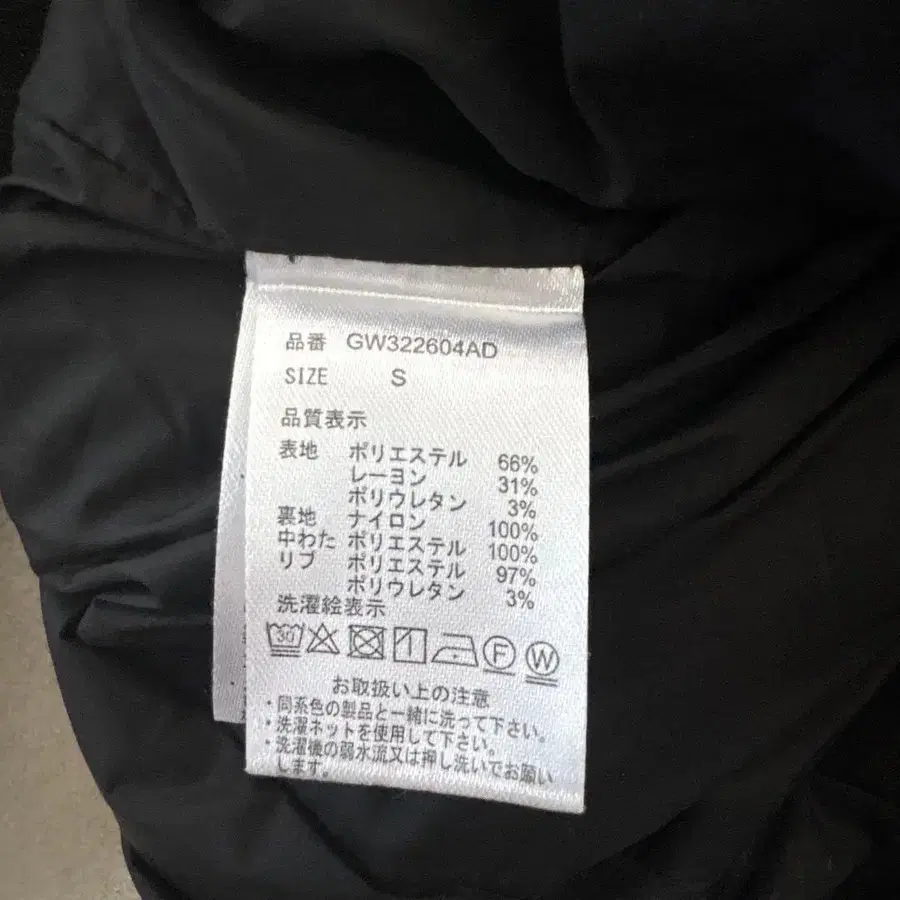 品番 GW322604AD
SIZE S
品質表示
表地 ポリエステル 66%
レーヨン 31%
ポリウレタン 3%
裏地 ナイロン 100%
中わた ポリエステル 100%
リブ ポリエステル 97%
ポリウレタン 3%
洗濯絵表示
30 F W
お取扱い上の注意
・同系色の製品と一緒に洗って下さい。
・洗濯ネットを使用して下さい。
・洗濯機の弱水流又は押し洗いでお願い
します。